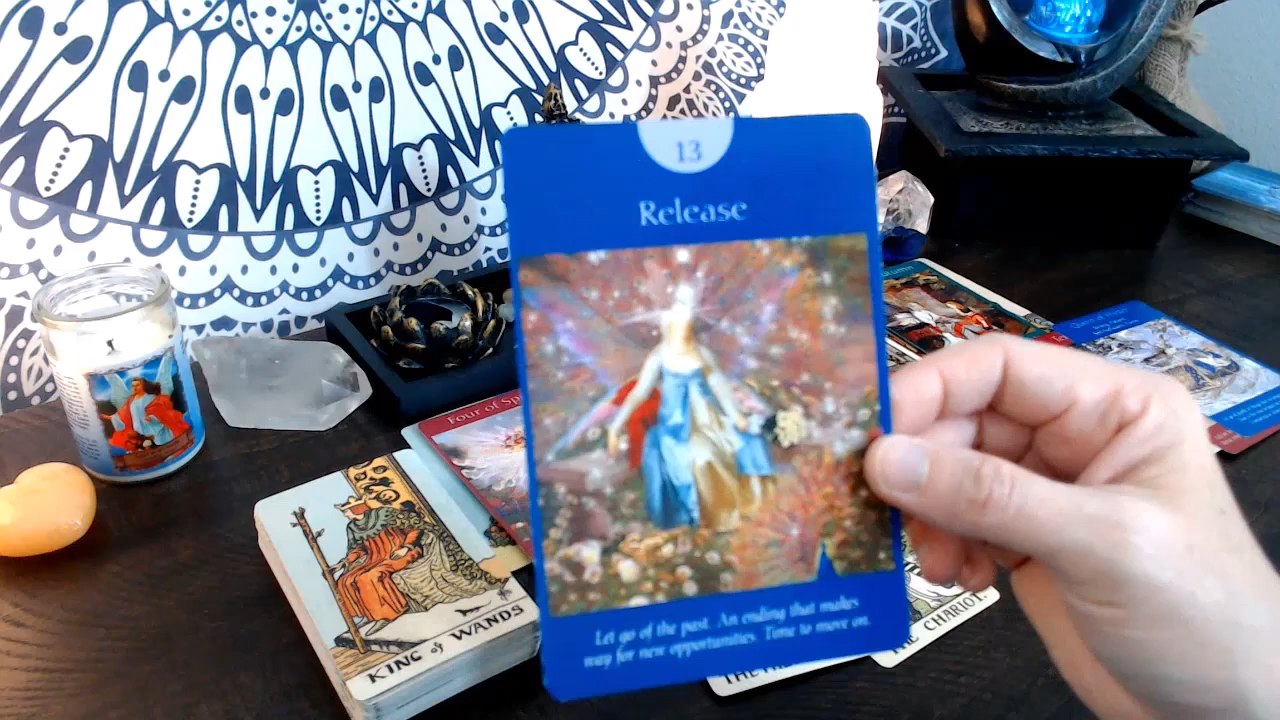 13
Release
Let go of the past. An ending that makes
way for new opportunities. Time to move on.
Four of
KING of WANDS
THE CHARIOT.